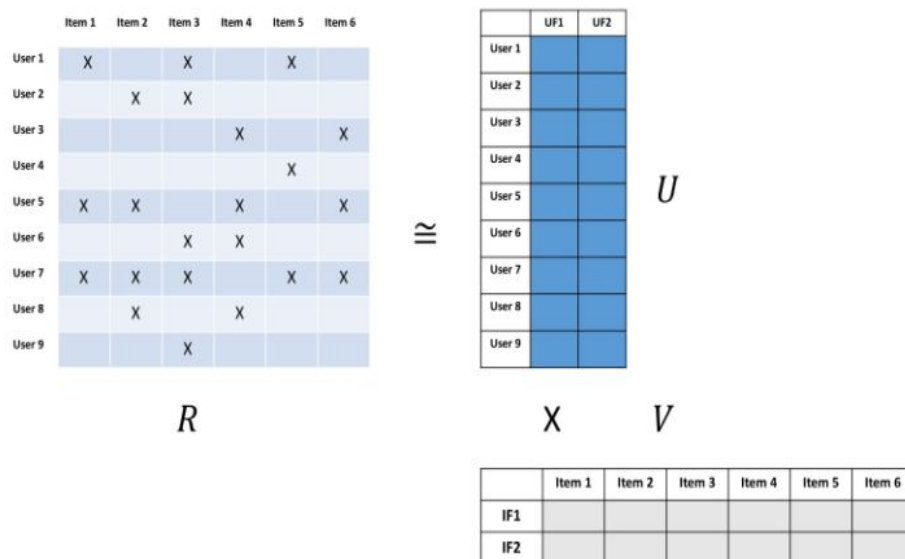 Item 1 Item 2 Item 3 Item 4 Item 5 Item 6
User 1 X X X
User 2 X X
User 3 X X
User 4 X
User 5 X X X X
User 6 X X
User 7 X X X X X
User 8 X X
User 9 X
R
≅
UF1 UF2
User 1
User 2
User 3
User 4
User 5
User 6
User 7
User 8
User 9
U
X V
Item 1 Item 2 Item 3 Item 4 Item 5 Item 6
IF1
IF2